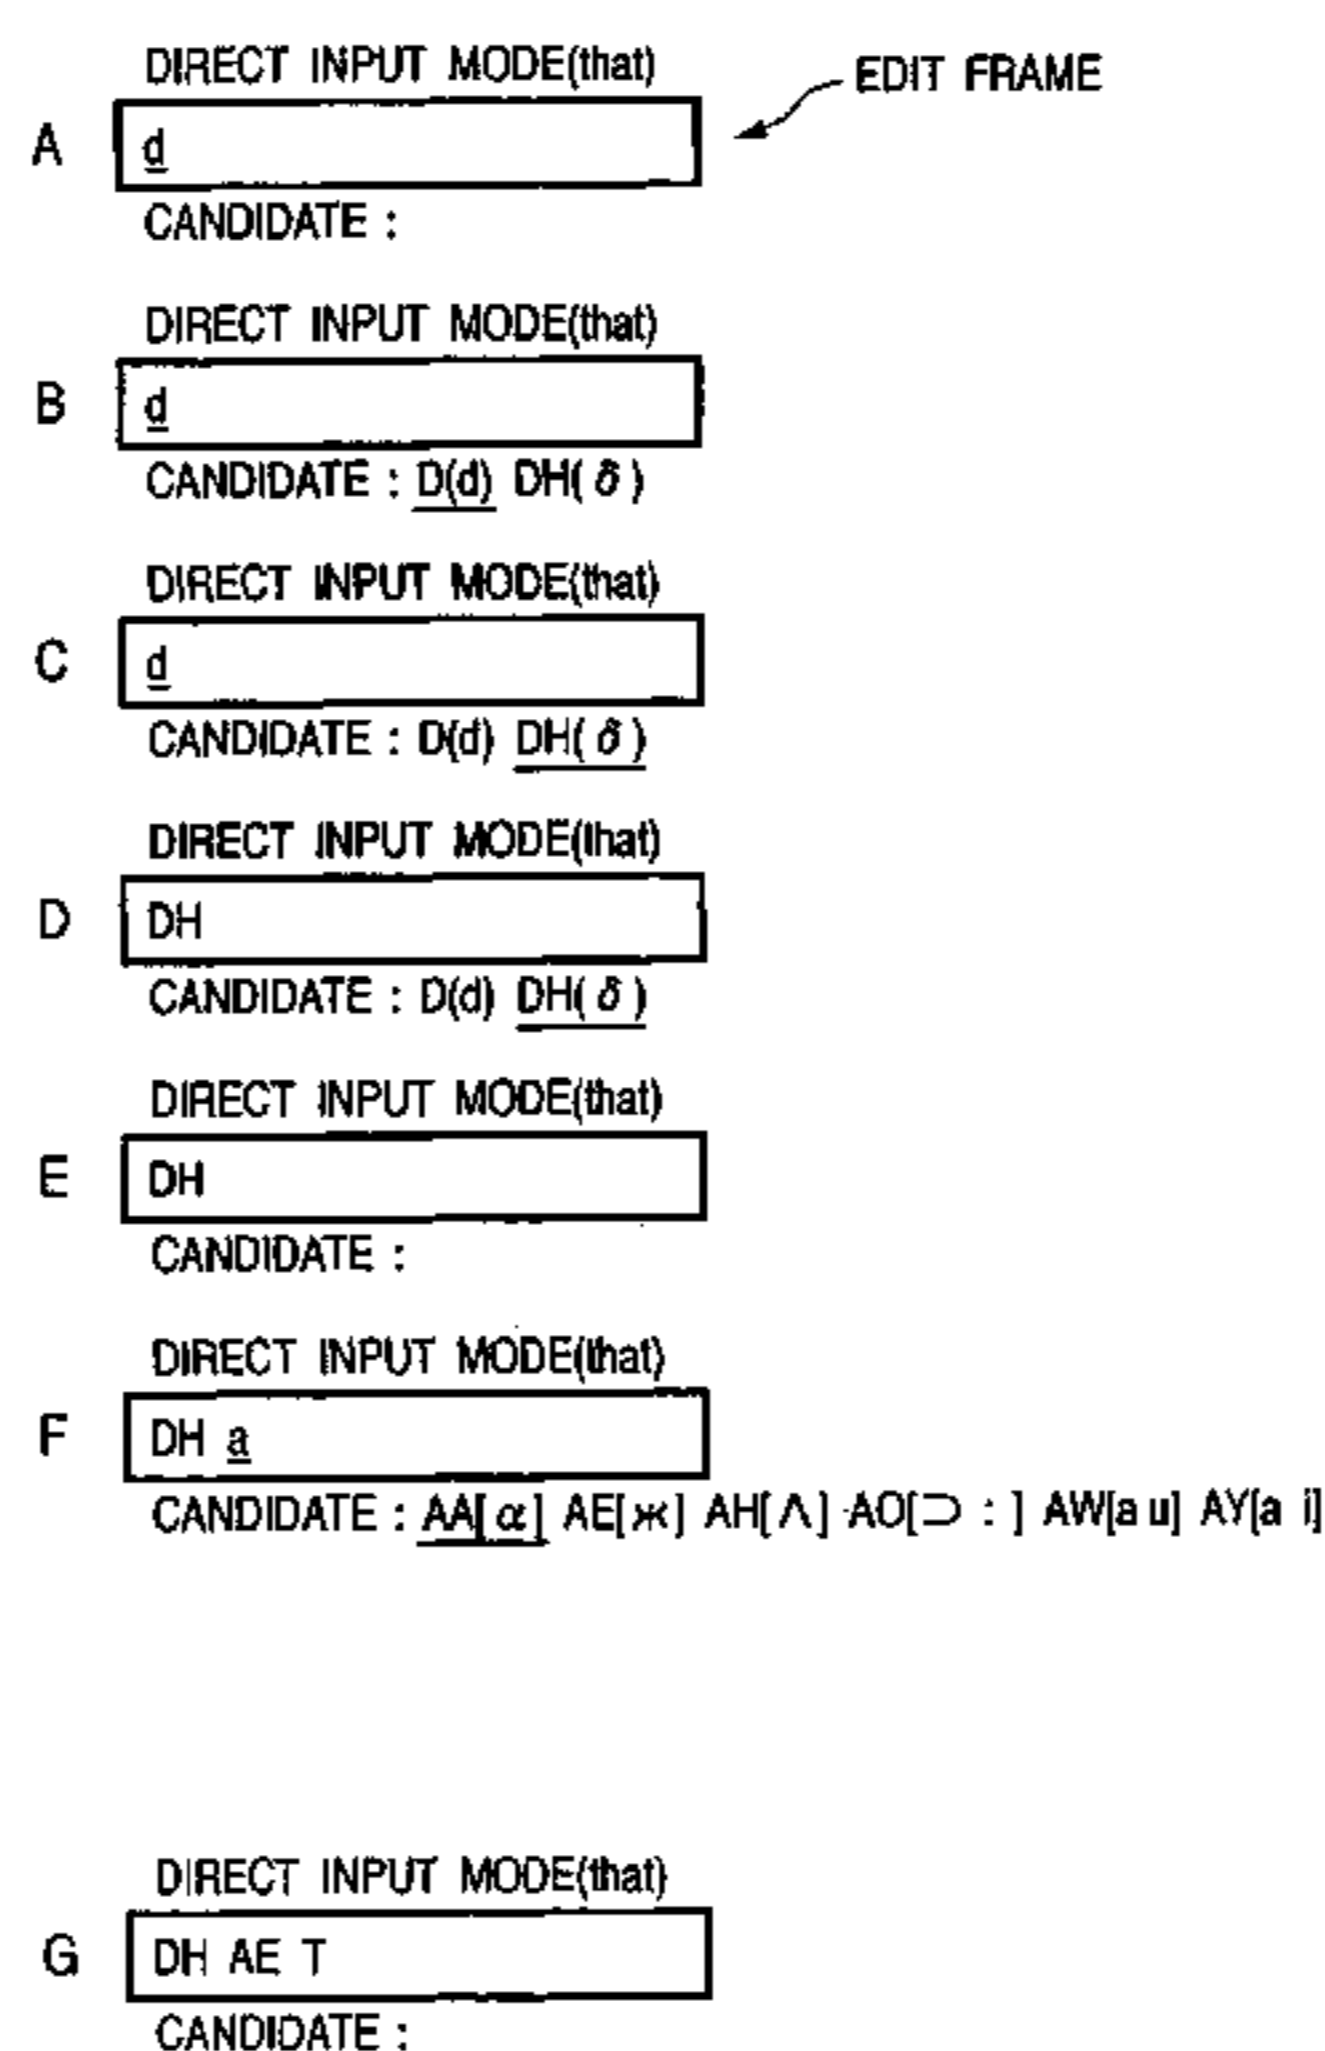 DIRECT INPUT MODE(that)
EDIT FRAME
A
d
CANDIDATE :
DIRECT INPUT MODE(that)
B
d
CANDIDATE : D(d) DH( δ )
DIRECT INPUT MODE(that)
C
d
CANDIDATE : D(d) DH( δ )
DIRECT INPUT MODE(that)
D
DH
CANDIDATE : D(d) DH( δ )
DIRECT INPUT MODE(that)
E
DH
CANDIDATE :
DIRECT INPUT MODE(that)
F
DH a
CANDIDATE : AA[ α ] AE[ж] AH[Λ] AO[⊃ : ] AW[a u] AY[a i]
DIRECT INPUT MODE(that)
G
DH AE T
CANDIDATE :